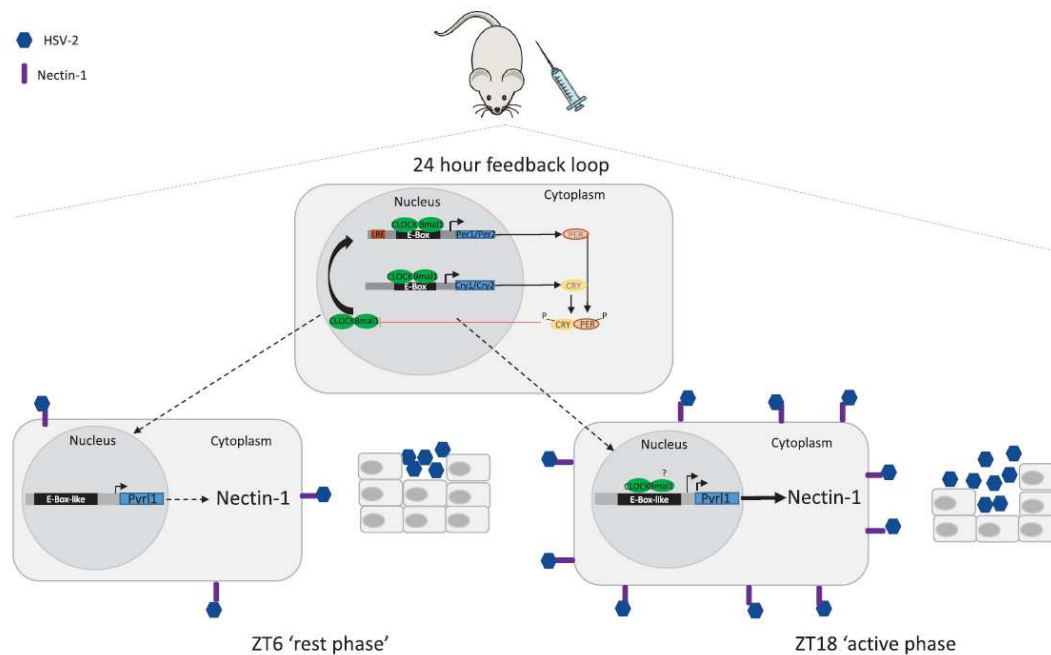 HSV-2
Nectin-1
24 hour feedback loop
Nucleus
Cytoplasm
CLOCK Bmal1
LRE
E-Box
Per1/Per2
PER
CLOCK Bmal1
E-Box
Cry1/Cry2
CRY
CLOCK Bmal1
P
CRY
PER
P
Nucleus
Cytoplasm
E-Box-like
Pvrl1
Nectin-1
Nucleus
Cytoplasm
?
CLOCK Bmal1
E-Box-like
Pvrl1
Nectin-1
ZT6 ‘rest phase’
ZT18 ‘active phase